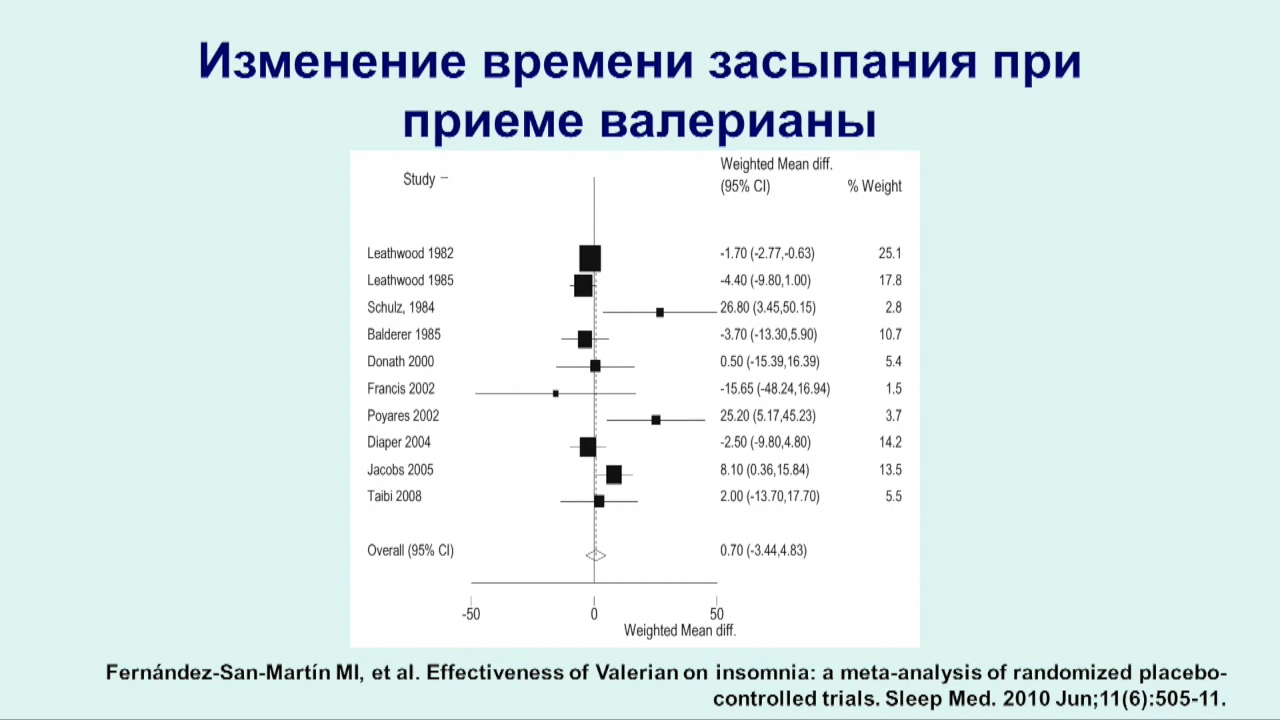 Изменение времени засыпания при
приеме валерианы
Study –
Weighted Mean diff.
(95% CI) % Weight
Leathwood 1982 -1.70 (-2.77,-0.63) 25.1
Leathwood 1985 -4.40 (-9.80,1.00) 17.8
Schulz, 1984 26.80 (3.45,50.15) 2.8
Balderer 1985 -3.70 (-13.30,5.90) 10.7
Donath 2000 0.50 (-15.39,16.39) 5.4
Francis 2002 -15.65 (-48.24,16.94) 1.5
Poyares 2002 25.20 (5.17,45.23) 3.7
Diaper 2004 -2.50 (-9.80,4.80) 14.2
Jacobs 2005 8.10 (0.36,15.84) 13.5
Taibi 2008 2.00 (-13.70,17.70) 5.5
Overall (95% CI) 0.70 (-3.44,4.83)
-50 0 50
Weighted Mean diff.
Fernández-San-Martín MI, et al. Effectiveness of Valerian on insomnia: a meta-analysis of randomized placebo-
controlled trials. Sleep Med. 2010 Jun;11(6):505-11.